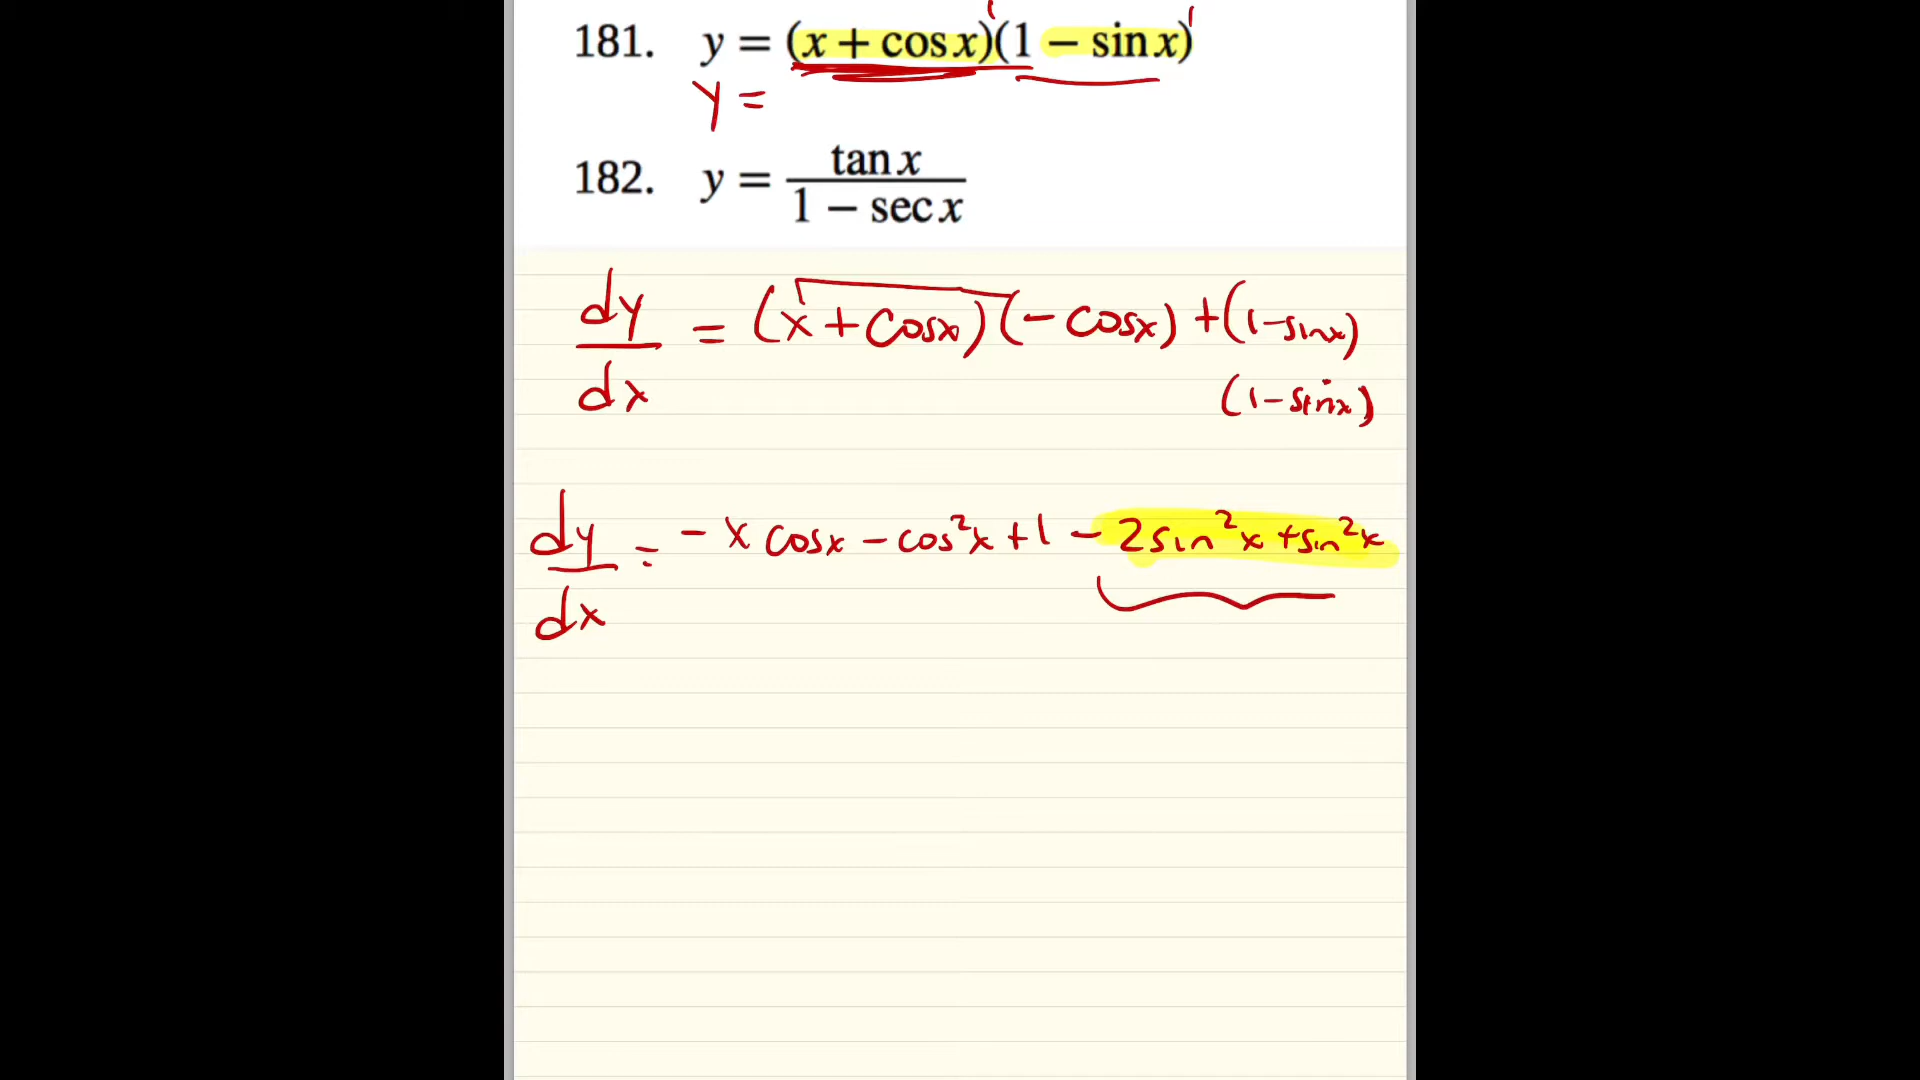 181. y = (x + cos x)'(1 − sin x)'
y =
182. y = tan x / 1 − sec x
dy/dx = (x + cosx)(−cosx) + (1−sinx)
(1−sinx)
dy/dx = −x cosx − cos²x + 1 − 2sin²x + sin²x